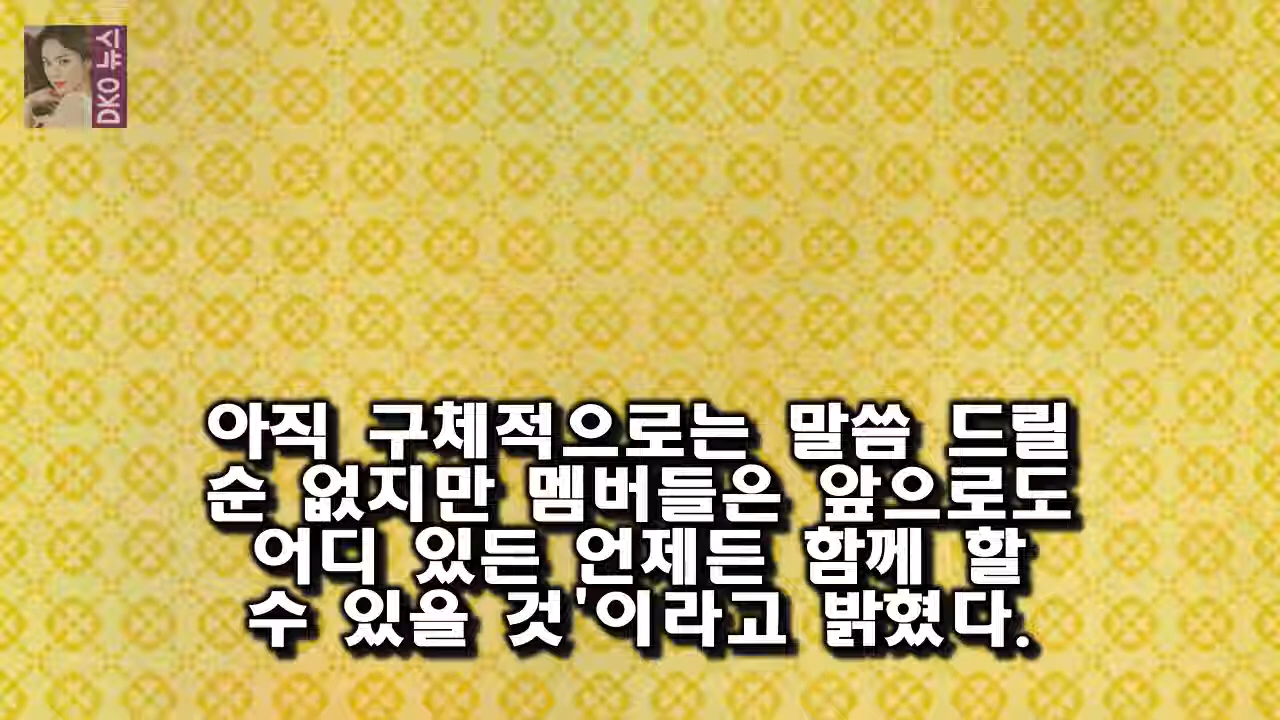 DKO 뉴스
아직 구체적으로는 말씀 드릴
순 없지만 멤버들은 앞으로도
어디 있든 언제든 함께 할
수 있을 것'이라고 밝혔다.